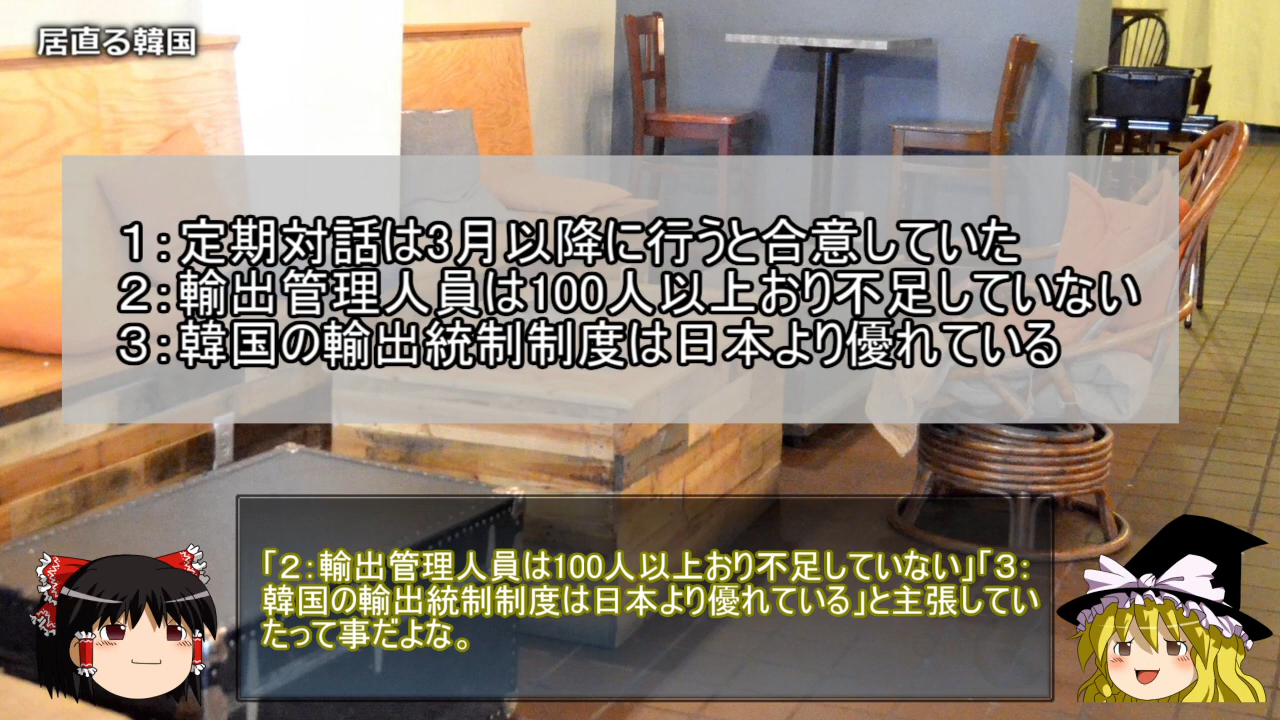 居直る韓国
１：定期対話は3月以降に行うと合意していた
２：輸出管理人員は100人以上おり不足していない
３：韓国の輸出統制制度は日本より優れている
「２：輸出管理人員は100人以上おり不足していない」「３：
韓国の輸出統制制度は日本より優れている」と主張してい
たって事だよな。